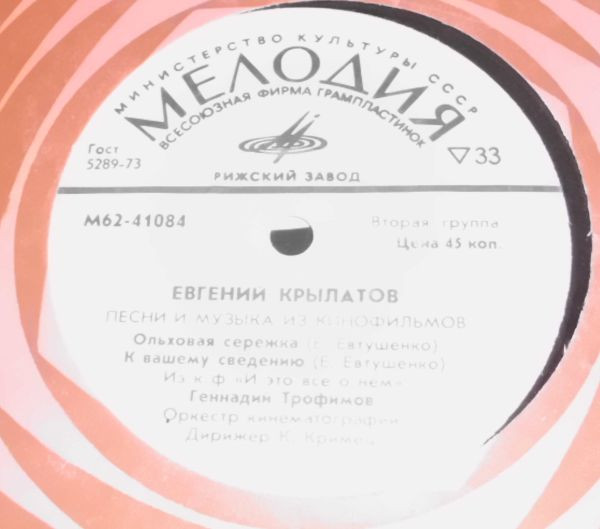 МИНИСТЕРСТВО КУЛЬТУРЫ СССР
МЕЛОДИЯ
ВСЕСОЮЗНАЯ ФИРМА ГРАМПЛАСТИНОК
Гост
5289-73
33
РИЖСКИЙ ЗАВОД
М62-41084
Вторая группа
Цена 45 коп.
ЕВГЕНИЙ КРЫЛАТОВ
ПЕСНИ И МУЗЫКА ИЗ КИНОФИЛЬМОВ
Ольховая сережка (Е. Евтушенко)
К вашему сведению (Е. Евтушенко)
Из к/ф «И это все о нем»
Геннадий Трофимов
Оркестр кинематографии
Дирижер К. Кримец